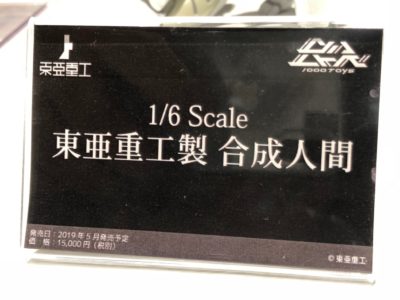 東亜重工
1000TOYS
1/6 Scale
東亜重工製 合成人間
発売日：2019年5月発売予定
価　格：15,000円（税別）
©東亜重工